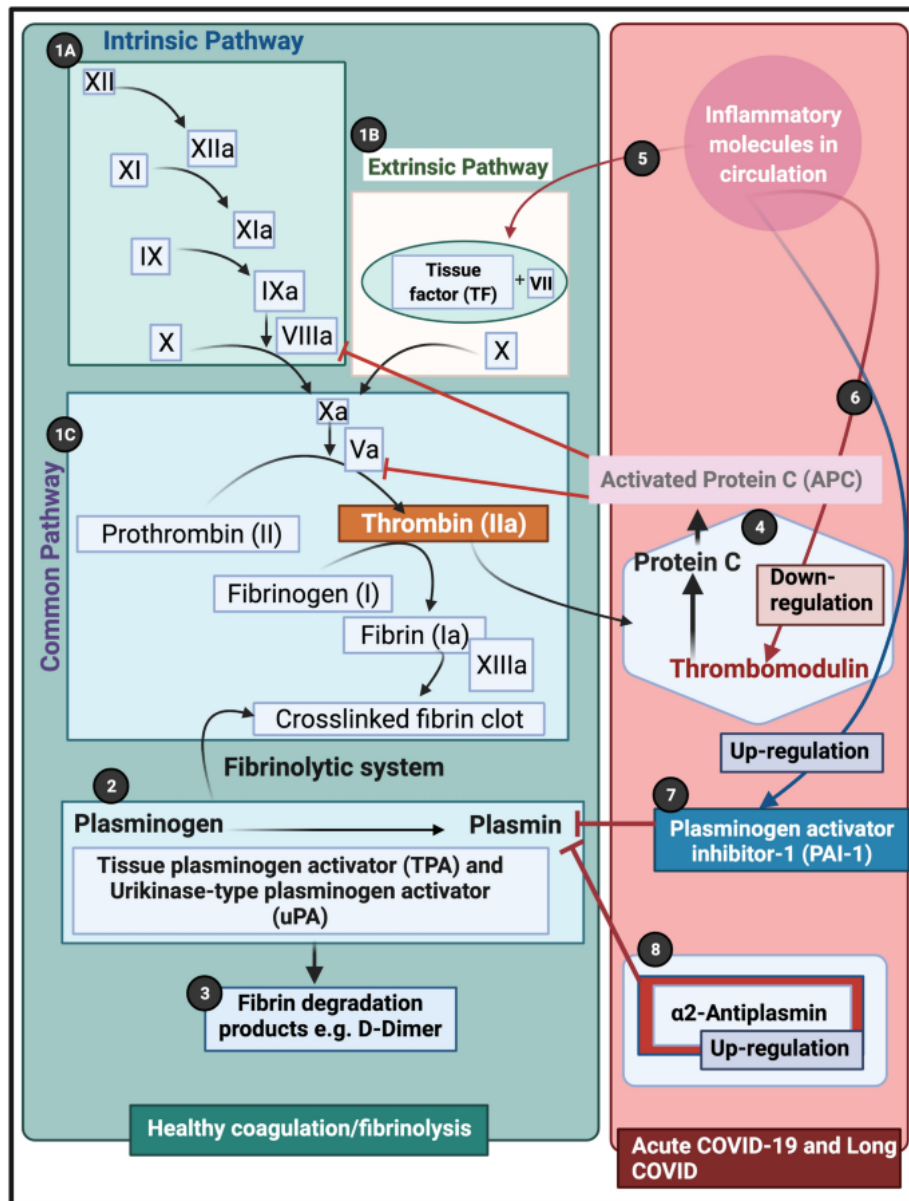 Intrinsic Pathway
1A
XII
XIIa
XI
XIa
IX
IXa
VIIIa
X
1B
Extrinsic Pathway
Tissue
factor (TF)
+
VII
X
1C
Common Pathway
Xa
Va
Prothrombin (II)
Thrombin (IIa)
Fibrinogen (I)
Fibrin (Ia)
XIIIa
Crosslinked fibrin clot
Fibrinolytic system
2
Plasminogen
Plasmin
Tissue plasminogen activator (TPA) and
Urikinase-type plasminogen activator
(uPA)
3
Fibrin degradation
products e.g. D-Dimer
Healthy coagulation/fibrinolysis
Inflammatory
molecules in
circulation
5
6
Activated Protein C (APC)
4
Protein C
Down-
regulation
Thrombomodulin
Up-regulation
7
Plasminogen activator
inhibitor-1 (PAI-1)
8
α2-Antiplasmin
Up-regulation
Acute COVID-19 and Long
COVID